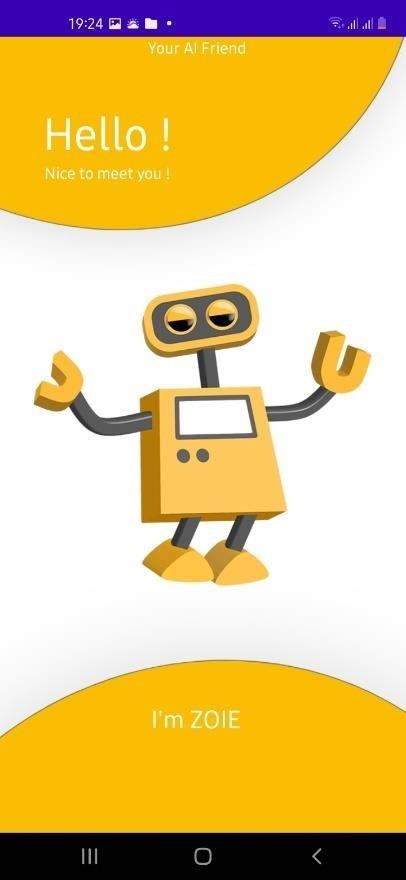 19:24
Your AI Friend
Hello !
Nice to meet you !
I'm ZOIE